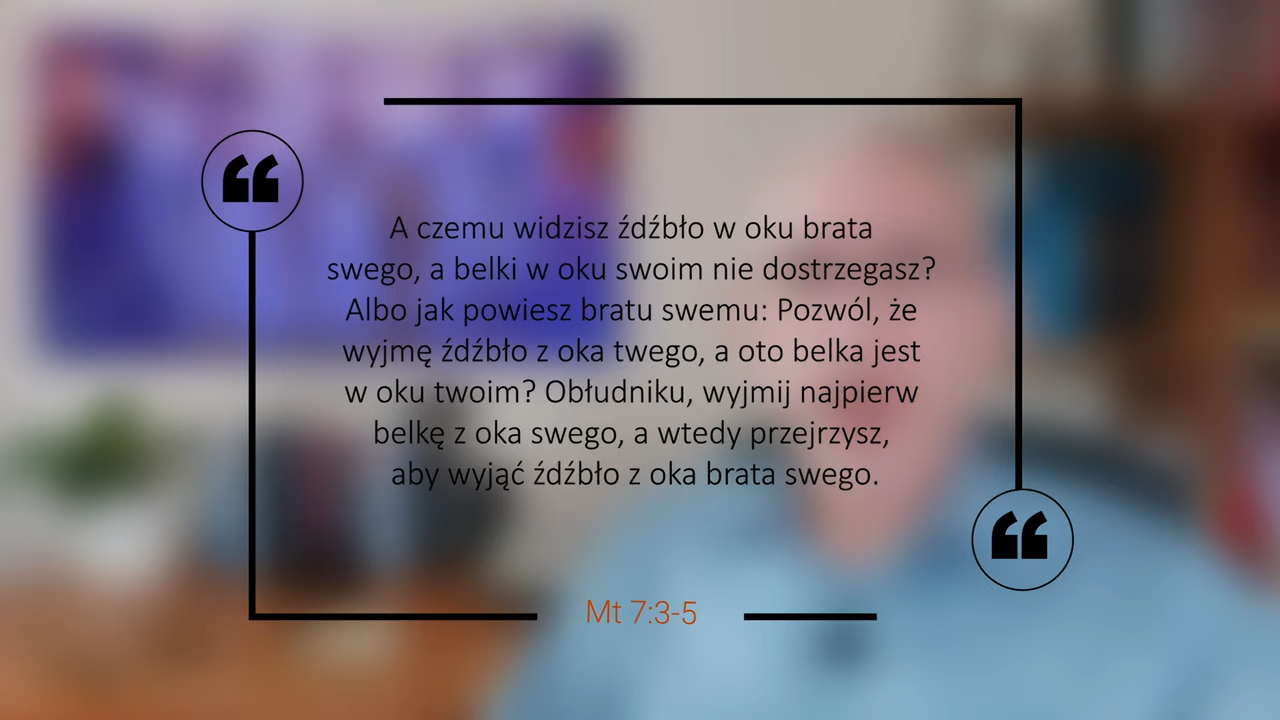 A czemu widzisz źdźbło w oku brata
swego, a belki w oku swoim nie dostrzegasz?
Albo jak powiesz bratu swemu: Pozwól, że
wyjmę źdźbło z oka twego, a oto belka jest
w oku twoim? Obłudniku, wyjmij najpierw
belkę z oka swego, a wtedy przejrzysz,
aby wyjąć źdźbło z oka brata swego.
Mt 7:3-5